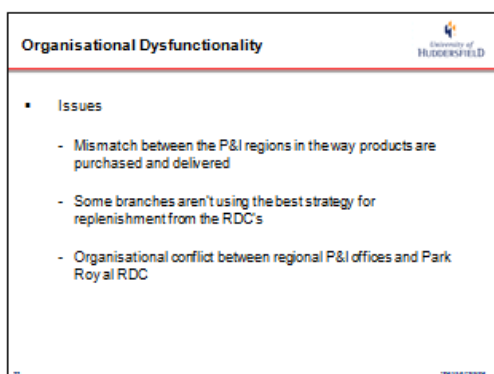 Organisational Dysfunctionality
University of
HUDDERSFIELD
▪ Issues
- Mismatch between the P&I regions in the way products are
purchased and delivered
- Some branches aren't using the best strategy for
replenishment from the RDC's
- Organisational conflict between regional P&I offices and Park
Royal RDC